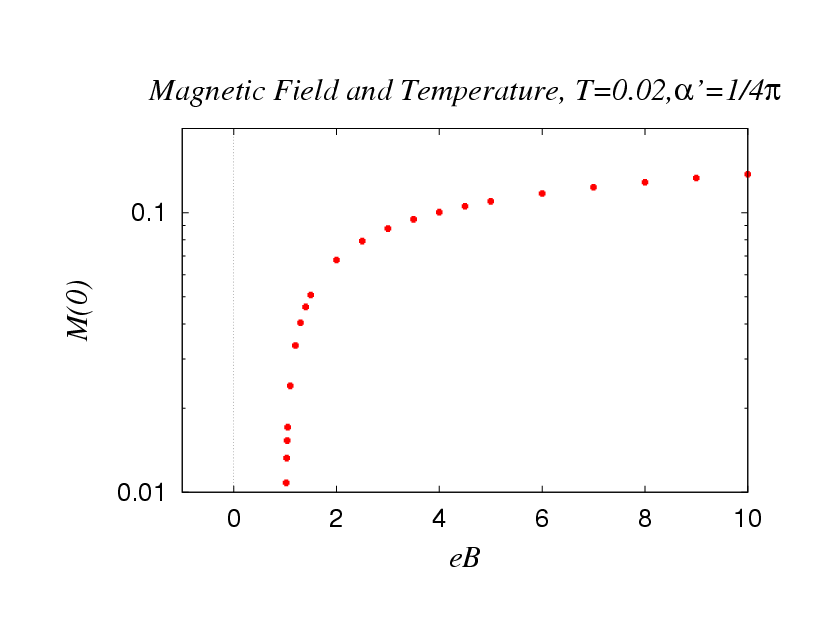 Magnetic Field and Temperature, T=0.02,α’=1/4π
0.1
M(0)
0.01
0 2 4 6 8 10
eB